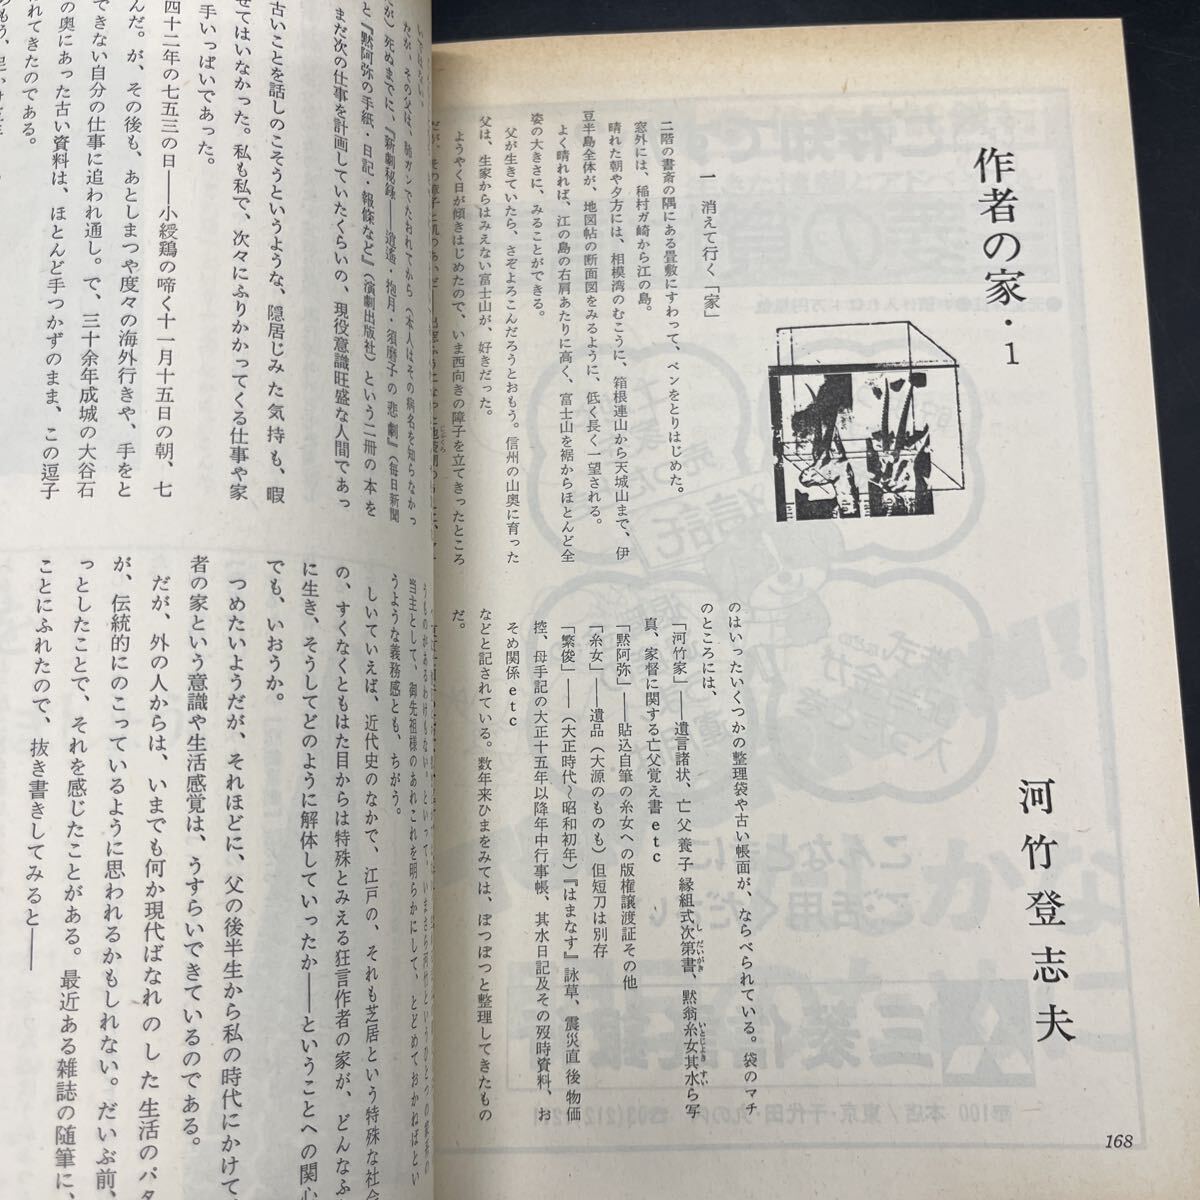 作者の家・1
河竹登志夫
一　消えて行く「家」
二階の書斎の隅にある畳敷にすわって、ペンをとりはじめた。
窓外には、稲村ガ崎から江の島。
晴れた朝や夕方には、相模湾のむこうに、箱根連山から天城山まで、伊
豆半島全体が、地図帖の断面図をみるように、低く長く一望される。
よく晴れれば、江の島の右肩あたりに高く、富士山を裾からほとんど全
姿の大きさに、みることができる。
父が生きていたら、さぞよろこんだろうとおもう。信州の山奥に育った
父は、生家からはみえない富士山が、好きだった。
ようやく日が傾きはじめたので、いま西向きの障子を立てきったところ
のはいったいくつかの整理袋や古い帳面が、ならべられている。袋のマチ
のところには、
「河竹家」――遺言諸状、亡父養子縁組式次第書、黙翁糸女其水ら写
真、家督に関する亡父覚え書etc
「黙阿弥」――貼込自筆の糸女への版権譲渡証その他
「糸女」――遺品（大源のものも）但短刀は別存
「繁俊」――（大正時代～昭和初年）『はまなす』詠草、震災直後物価
控、母手記の大正十五年以降年中行事帳、其水日記及その歿時資料、お
そめ関係etc
などと記されている。数年来ひまをみては、ぽつぽつと整理してきたもの
だ。
168
たが、その父は、肺ガンでたおれてから（本人はその病名を知らなかっ
が）死ぬまでに、『新劇秘録――逍遙・抱月・須磨子の悲劇』（毎日新聞
と『黙阿弥の手紙・日記・報條など』（演劇出版社）という二冊の本を
まだ次の仕事を計画していたくらいの、現役意識旺盛な人間であっ
古いことを話しのこそうというような、隠居じみた気持も、暇
せてはいなかった。私も私で、次々にふりかかってくる仕事や家
手いっぱいであった。
四十二年の七五三の日――小綬鶏の啼く十一月十五日の朝、七
んだ。が、その後も、あとしまつや度々の海外行きや、手をと
できない自分の仕事に追われ通し。で、三十余年成城の大谷石
の奥にあった古い資料は、ほとんど手つかずのまま、この逗子
れてきたのである。
うものがあるわけもない。といって、いまさら河竹というひとつの家系の
当主として、御先祖様のあれこれを明らかにして、とどめておかねばとい
うような義務感とも、ちがう。
しいていえば、近代史のなかで、江戸の、それも芝居という特殊な社会
の、すくなくともはた目からは特殊とみえる狂言作者の家が、どんなふ
に生き、そうしてどのように解体していったか――ということへの関心
でも、いおうか。
つめたいようだが、それほどに、父の後半生から私の時代にかけて、
者の家という意識や生活感覚は、うすらいできているのである。
だが、外の人からは、いまでも何か現代ばなれのした生活のパタ
が、伝統的にのこっているように思われるかもしれない。だいぶ前、
っとしたことで、それを感じたことがある。最近ある雑誌の随筆に、
ことにふれたので、抜き書きしてみると――